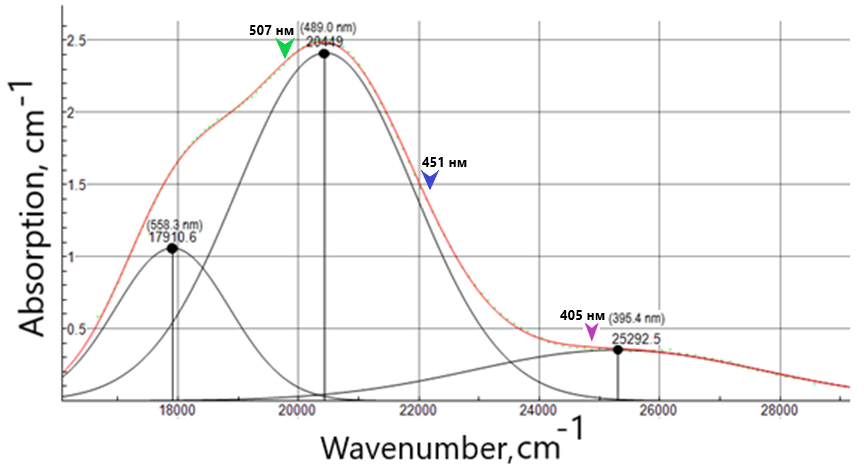 507 нм
(489.0 nm)
20449
2.5
2
451 нм
1.5
(558.3 nm)
17910.6
1
405 нм
(395.4 nm)
25292.5
0.5
Absorption, cm-1
18000
20000
22000
24000
26000
28000
Wavenumber,cm-1